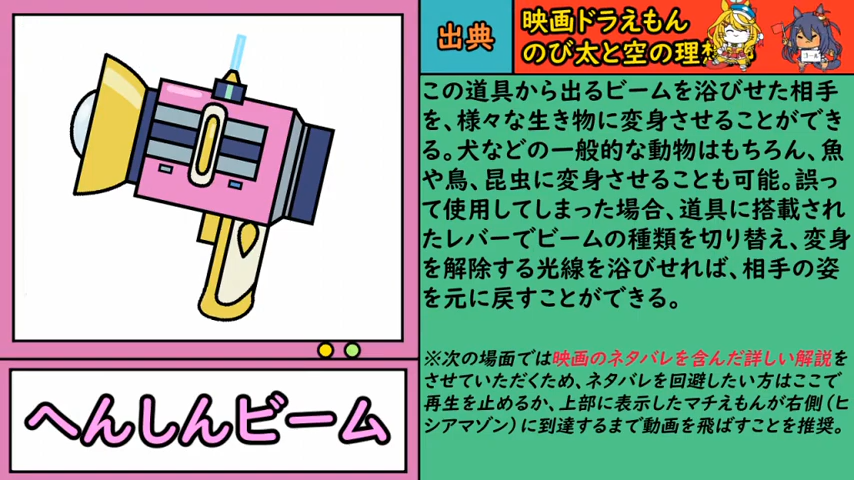 出典
映画ドラえもん
のび太と空の理想
この道具から出るビームを浴びせた相手
を、様々な生き物に変身させることができ
る。犬などの一般的な動物はもちろん、魚
や鳥、昆虫に変身させることも可能。誤っ
て使用してしまった場合、道具に搭載され
たレバーでビームの種類を切り替え、変身
を解除する光線を浴びせれば、相手の姿
を元に戻すことができる。
※次の場面では映画のネタバレを含んだ詳しい解説を
させていただくため、ネタバレを回避したい方はここで
再生を止めるか、上部に表示したマチえもんが右側（ヒ
シアマゾン）に到達するまで動画を飛ばすことを推奨。
へんしんビーム